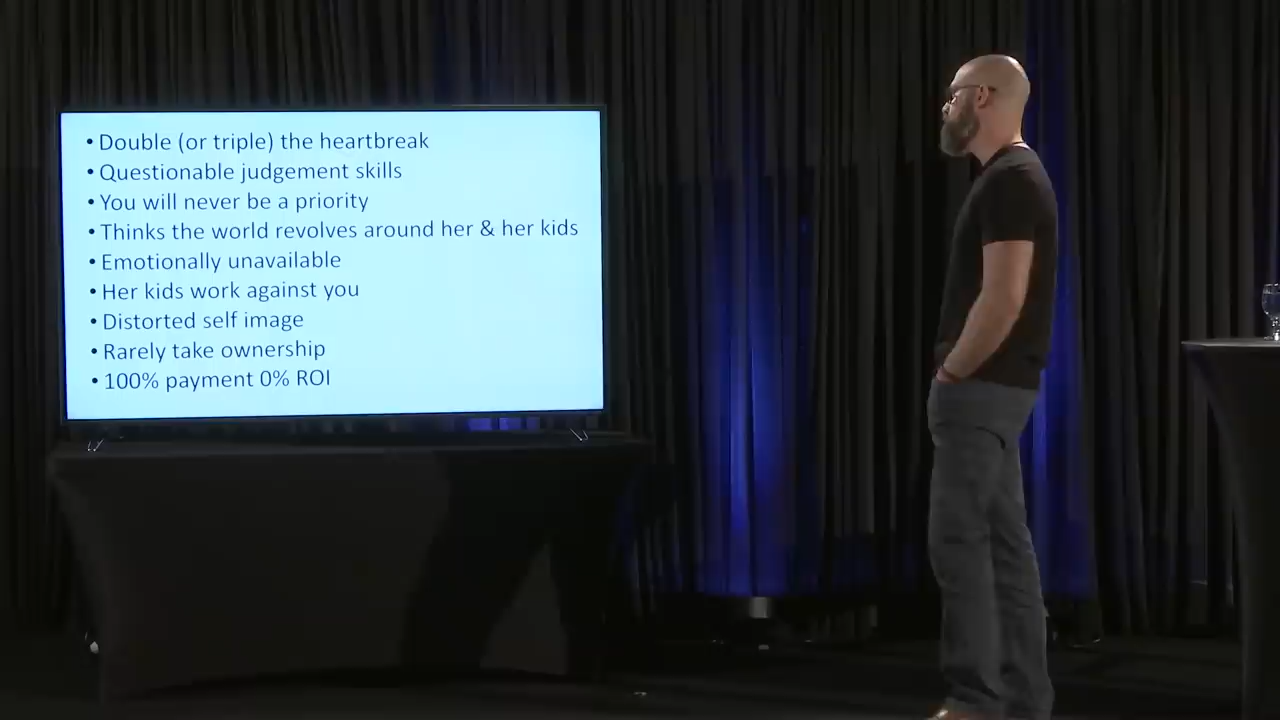 • Double (or triple) the heartbreak
• Questionable judgement skills
• You will never be a priority
• Thinks the world revolves around her & her kids
• Emotionally unavailable
• Her kids work against you
• Distorted self image
• Rarely take ownership
• 100% payment 0% ROI